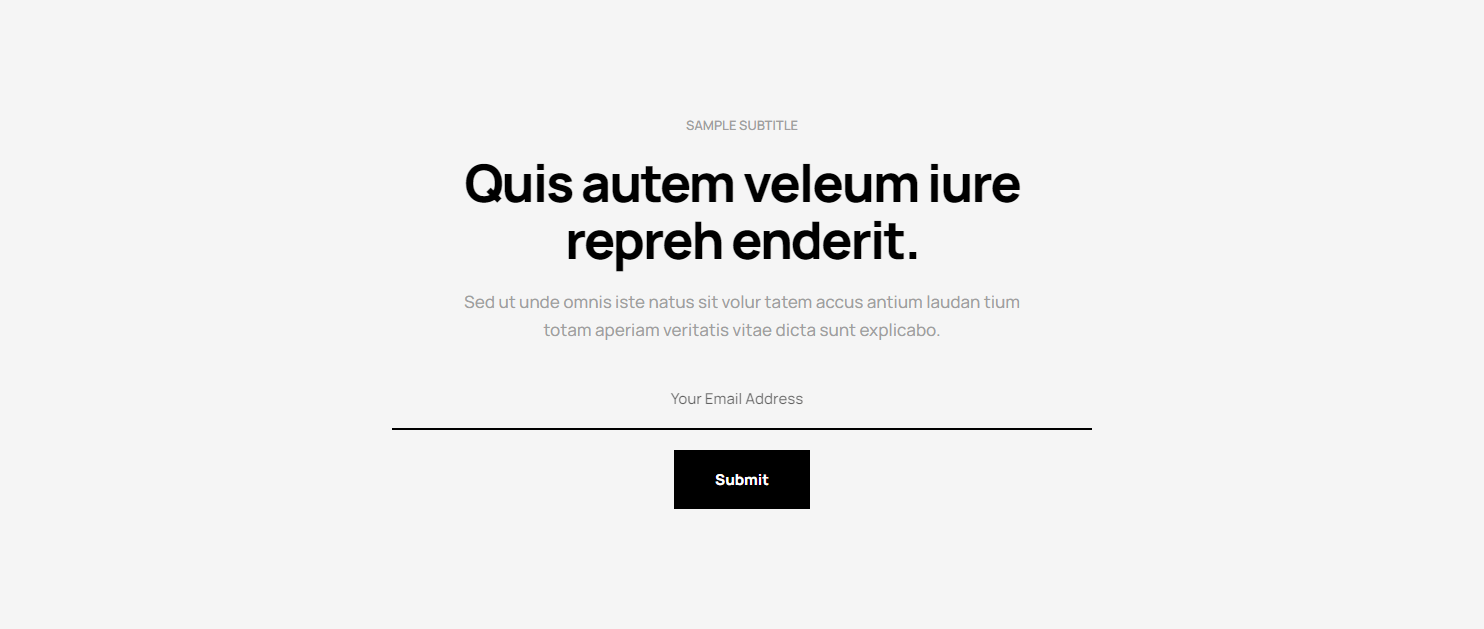 SAMPLE SUBTITLE
Quis autem veleum iure
repreh enderit.
Sed ut unde omnis iste natus sit volur tatem accus antium laudan tium
totam aperiam veritatis vitae dicta sunt explicabo.
Your Email Address
Submit